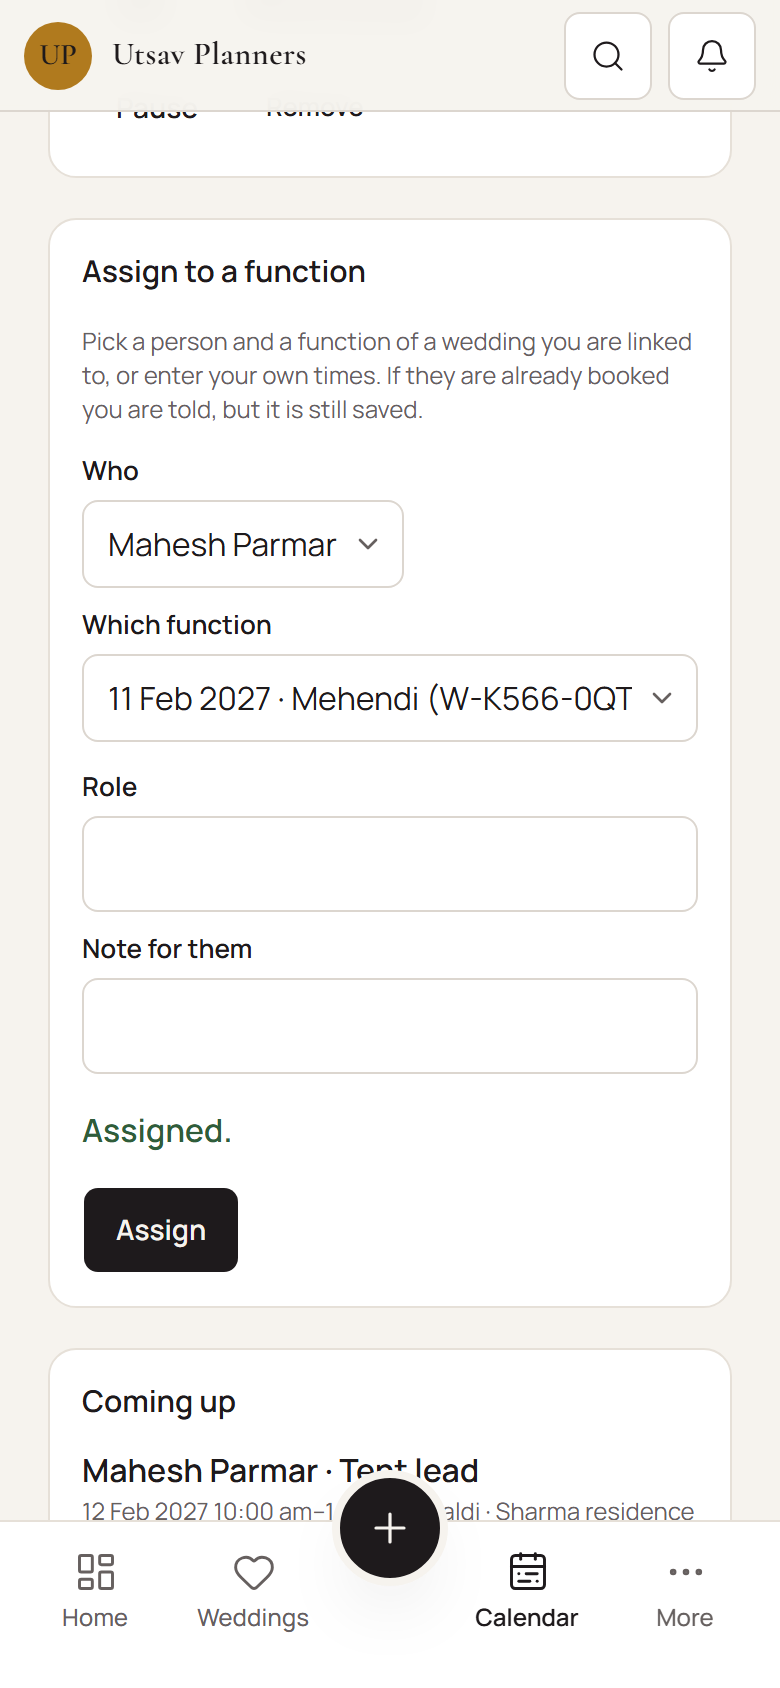 UP Utsav Planners
Pause Remove
Assign to a function
Pick a person and a function of a wedding you are linked
to, or enter your own times. If they are already booked
you are told, but it is still saved.
Who
Mahesh Parmar
Which function
11 Feb 2027 · Mehendi (W-K566-0QT
Role
Note for them
Assigned.
Assign
Coming up
Mahesh Parmar · Tent lead
12 Feb 2027 10:00 am–1 aldi · Sharma residence
Home Weddings Calendar More